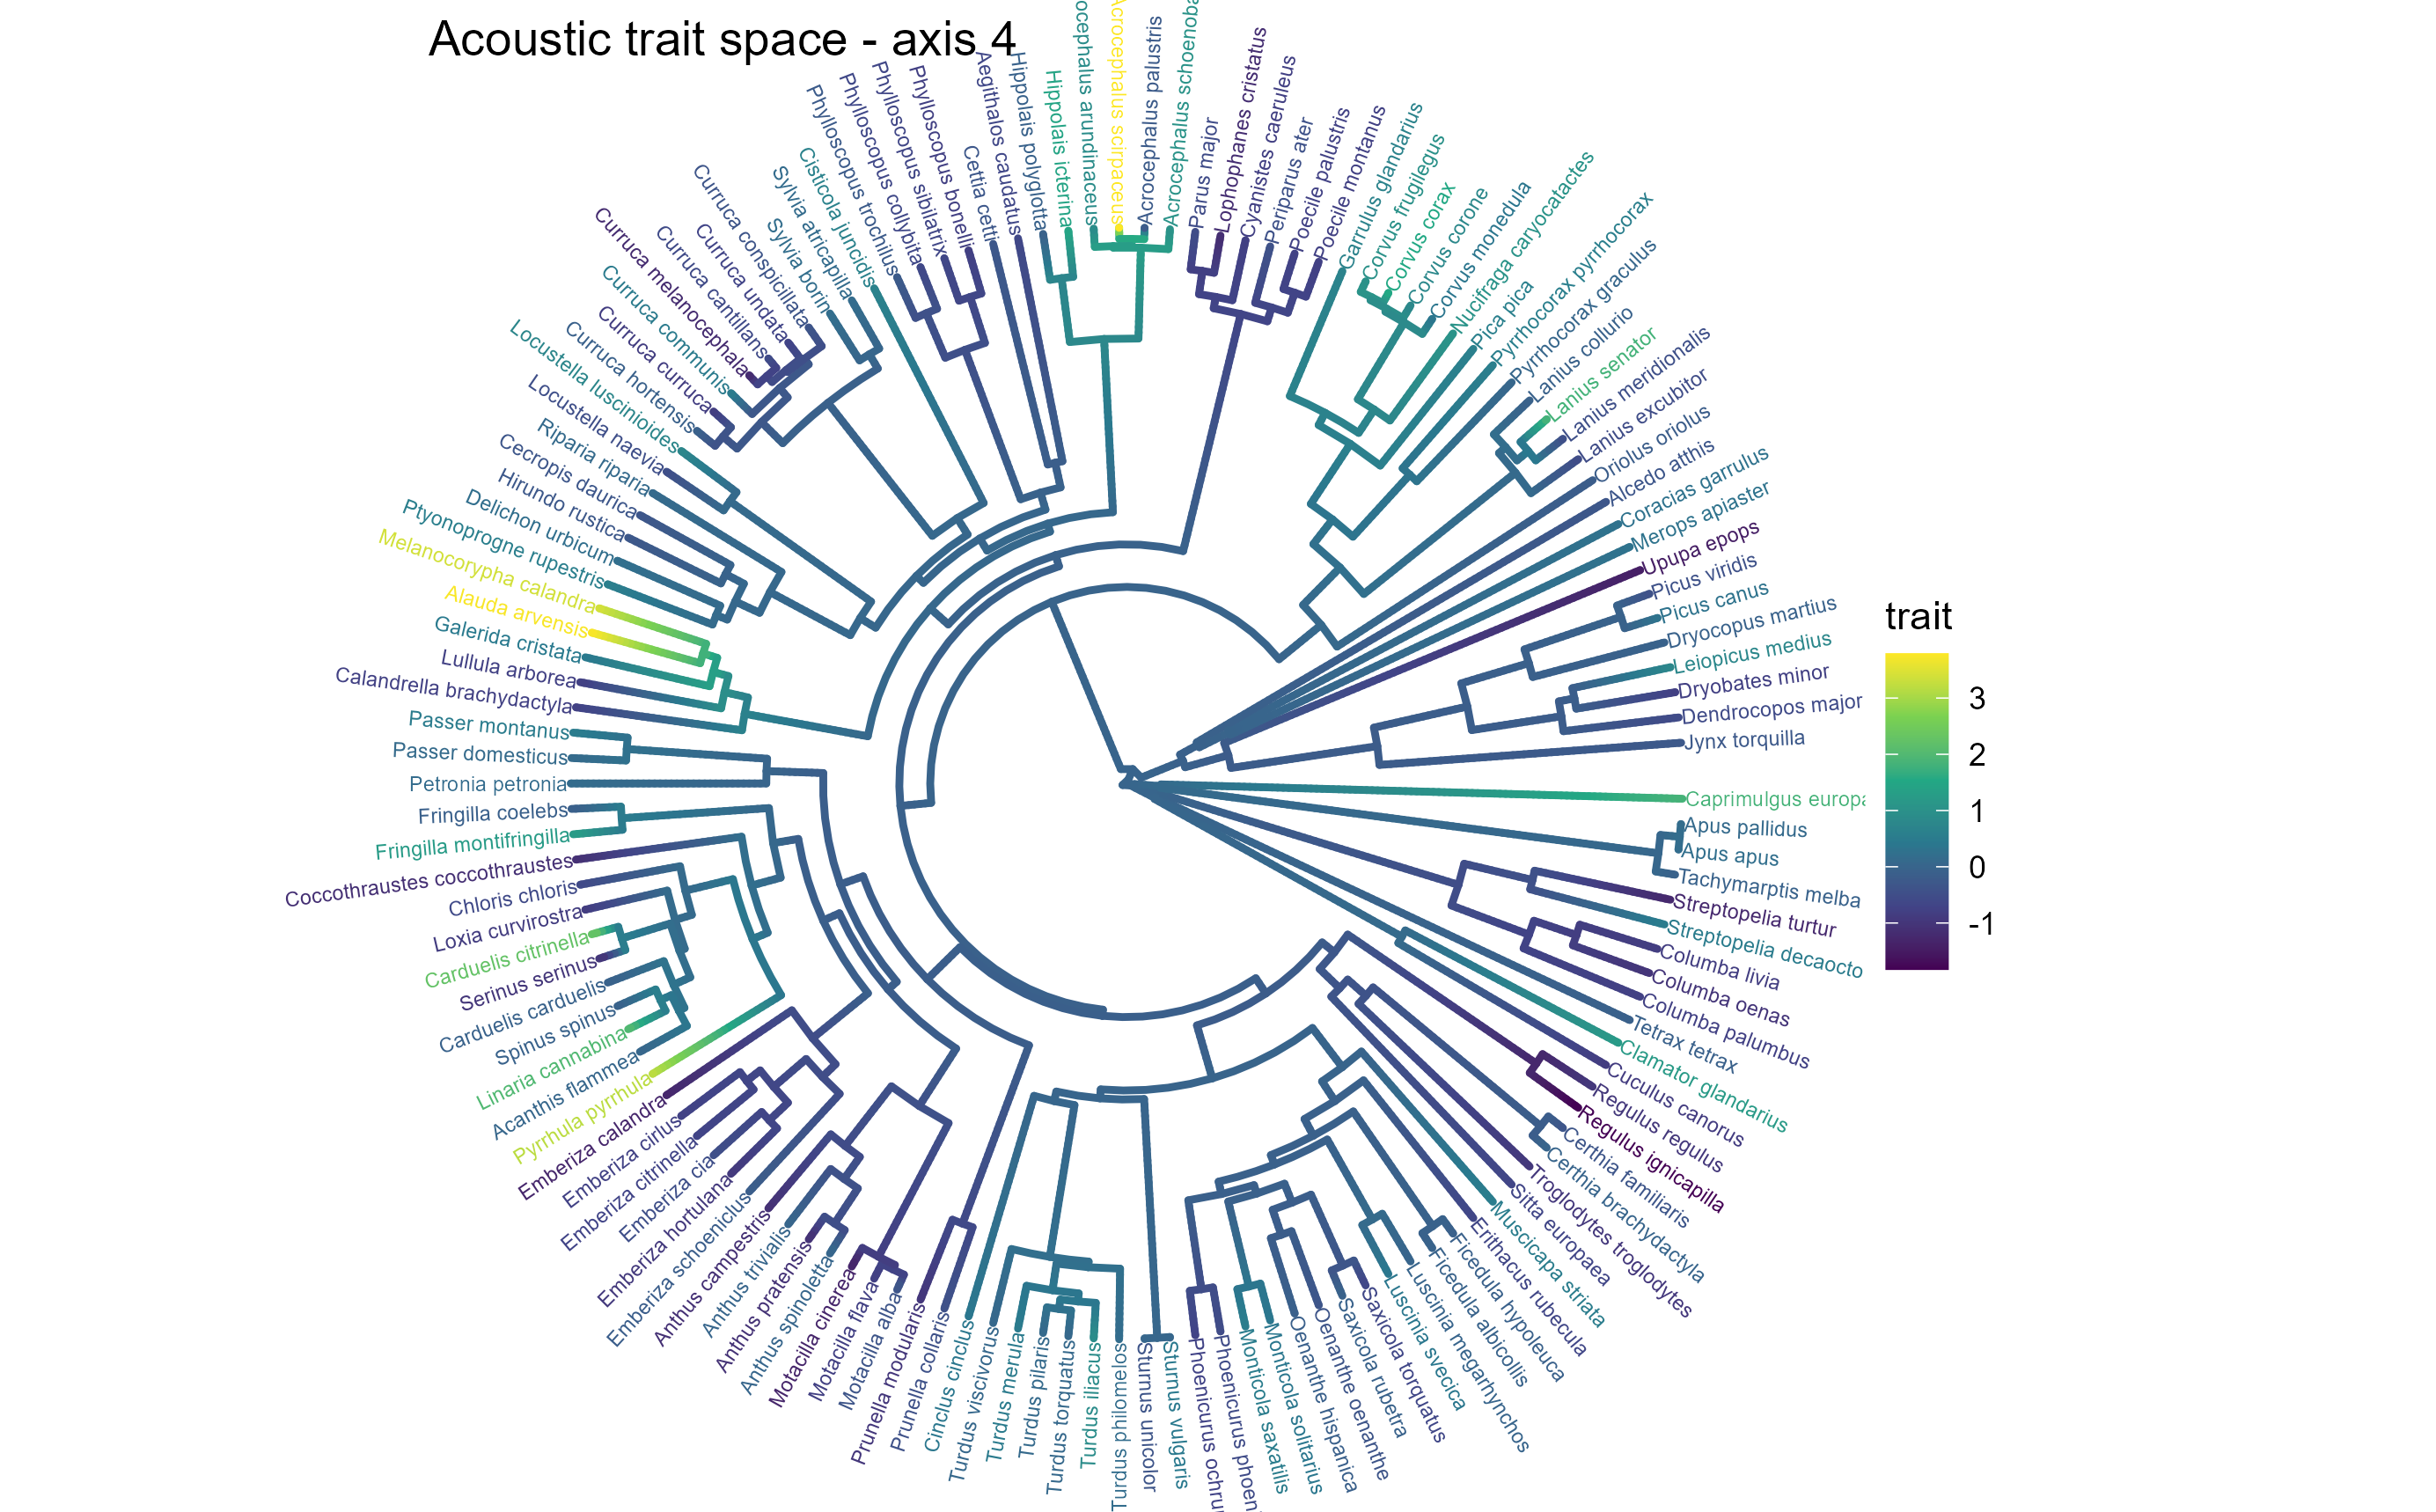 Acoustic trait space - axis 4
Acrocephalus scirpaceus
Acrocephalus palustris
Acrocephalus schoenoba
Parus major
Lophophanes cristatus
Cyanistes caeruleus
Periparus ater
Poecile palustris
Poecile montanus
Garrulus glandarius
Corvus frugilegus
Corvus corax
Corvus corone
Corvus monedula
Nucifraga caryocatactes
Pica pica
Pyrrhocorax pyrrhocorax
Pyrrhocorax graculus
Lanius collurio
Lanius senator
Lanius meridionalis
Lanius excubitor
Oriolus oriolus
Alcedo atthis
Coracias garrulus
Merops apiaster
Upupa epops
Picus viridis
Picus canus
Dryocopus martius
Leiopicus medius
Dryobates minor
Dendrocopos major
Jynx torquilla
Caprimulgus europa
Apus pallidus
Apus apus
Tachymarptis melba
Streptopelia turtur
Streptopelia decaocto
Columba livia
Columba oenas
Columba palumbus
Tetrax tetrax
Clamator glandarius
Cuculus canorus
Regulus regulus
Regulus ignicapilla
Certhia familiaris
Certhia brachydactyla
Troglodytes troglodytes
Sitta europaea
Muscicapa striata
Erithacus rubecula
Ficedula hypoleuca
Ficedula albicollis
Luscinia megarhynchos
Luscinia svecica
Saxicola torquatus
Saxicola rubetra
Oenanthe oenanthe
Oenanthe hispanica
Monticola solitarius
Monticola saxatilis
Phoenicurus phoen
Phoenicurus ochru
Sturnus vulgaris
Sturnus unicolor
Turdus philomelos
Turdus iliacus
Turdus torquatus
Turdus pilaris
Turdus merula
Turdus viscivorus
Cinclus cinclus
Prunella collaris
Prunella modularis
Motacilla alba
Motacilla flava
Motacilla cinerea
Anthus spinoletta
Anthus pratensis
Anthus trivialis
Anthus campestris
Emberiza schoeniclus
Emberiza hortulana
Emberiza cia
Emberiza citrinella
Emberiza cirlus
Emberiza calandra
Pyrrhula pyrrhula
Acanthis flammea
Linaria cannabina
Spinus spinus
Carduelis carduelis
Serinus serinus
Carduelis citrinella
Loxia curvirostra
Chloris chloris
Coccothraustes coccothraustes
Fringilla montifringilla
Fringilla coelebs
Petronia petronia
Passer domesticus
Passer montanus
Calandrella brachydactyla
Lullula arborea
Galerida cristata
Alauda arvensis
Melanocorypha calandra
Ptyonoprogne rupestris
Delichon urbicum
Hirundo rustica
Cecropis daurica
Riparia riparia
Locustella naevia
Locustella luscinioides
Curruca hortensis
Curruca curruca
Curruca communis
Curruca melanocephala
Curruca cantillans
Curruca undata
Curruca conspicillata
Sylvia borin
Sylvia atricapilla
Cisticola juncidis
Phylloscopus trochilus
Phylloscopus collybita
Phylloscopus sibilatrix
Phylloscopus bonelli
Cettia cetti
Aegithalos caudatus
Hippolais polyglotta
Hippolais icterina
ocephalus arundinaceus
trait
3
2
1
0
-1